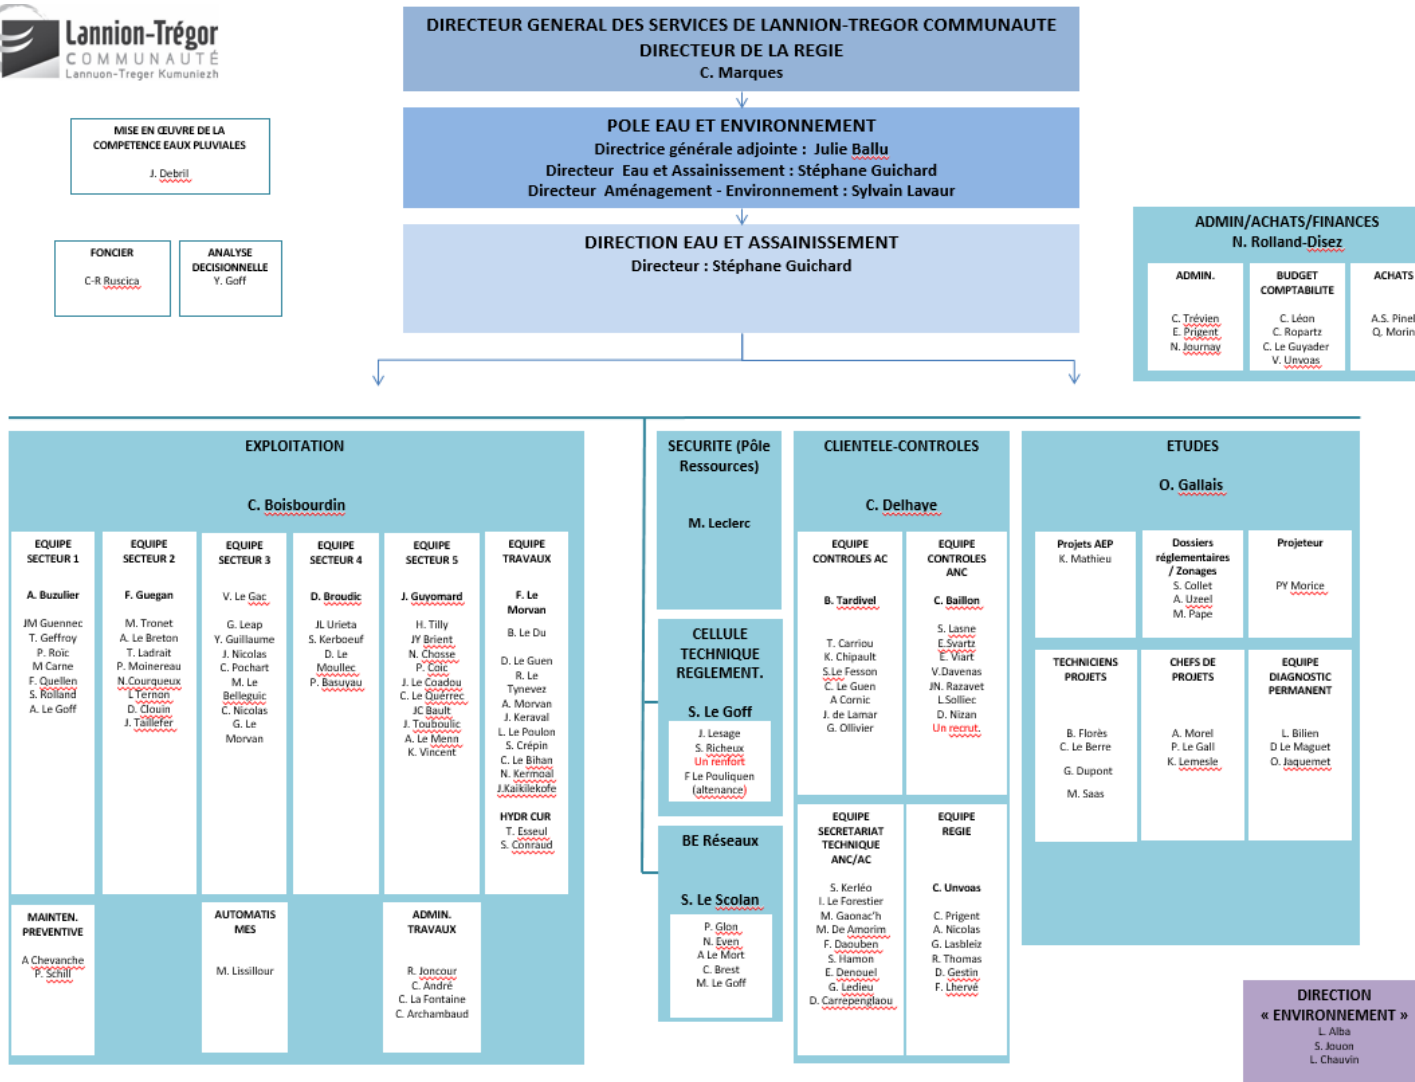 Lannion-Trégor
COMMUNAUTÉ
Lannuon-Treger Kumuniezh
DIRECTEUR GENERAL DES SERVICES DE LANNION-TREGOR COMMUNAUTE
DIRECTEUR DE LA REGIE
C. Marques
POLE EAU ET ENVIRONNEMENT
Directrice générale adjointe : Julie Ballu
Directeur Eau et Assainissement : Stéphane Guichard
Directeur Aménagement - Environnement : Sylvain Lavaur
DIRECTION EAU ET ASSAINISSEMENT
Directeur : Stéphane Guichard
MISE EN ŒUVRE DE LA
COMPETENCE EAUX PLUVIALES
J. Debril
FONCIER
C-R Ruscica
ANALYSE
DECISIONNELLE
Y. Goff
ADMIN/ACHATS/FINANCES
N. Rolland-Disez
ADMIN.
C. Trévien
E. Prigent
N. Journay
BUDGET
COMPTABILITE
C. Léon
C. Ropartz
C. Le Guyader
V. Unvoas
ACHATS
A.S. Pinel
Q. Morin
EXPLOITATION
C. Boisbourdin
EQUIPE
SECTEUR 1
A. Buzulier
JM Guennec
T. Geffroy
P. Roïc
M Carne
F. Quellen
S. Rolland
A. Le Goff
EQUIPE
SECTEUR 2
F. Guegan
M. Tronet
A. Le Breton
T. Ladrait
P. Moinereau
N.Courqueux
L Ternon
D. Clouin
J. Taillefer
EQUIPE
SECTEUR 3
V. Le Gac
G. Leap
Y. Guillaume
J. Nicolas
C. Pochart
M. Le
Belleguic
C. Nicolas
G. Le
Morvan
EQUIPE
SECTEUR 4
D. Broudic
JL Urieta
S. Kerboeuf
D. Le
Moullec
P. Basuyau
EQUIPE
SECTEUR 5
J. Guyomard
H. Tilly
JY Brient
N. Chosse
P. Coic
J. Le Coadou
C. Le Quérrec
JC Bault
J. Touboulic
A. Le Menn
K. Vincent
EQUIPE
TRAVAUX
F. Le
Morvan
B. Le Du
D. Le Guen
R. Le
Tynevez
A. Morvan
J. Keraval
L. Le Poulon
S. Crépin
C. Le Bihan
N. Kermoal
J.Kaikilekofe
HYDR CUR
T. Esseul
S. Conraud
MAINTEN.
PREVENTIVE
A Chevanche
P. Schill
AUTOMATIS
MES
M. Lissillour
ADMIN.
TRAVAUX
R. Joncour
C. André
C. La Fontaine
C. Archambaud
SECURITE (Pôle
Ressources)
M. Leclerc
CELLULE
TECHNIQUE
REGLEMENT.
S. Le Goff
J. Lesage
S. Richeux
Un renfort
F Le Pouliquen
(altenance)
BE Réseaux
S. Le Scolan
P. Glon
N. Even
A Le Mort
C. Brest
M. Le Goff
CLIENTELE-CONTROLES
C. Delhaye
EQUIPE
CONTROLES AC
B. Tardivel
T. Carriou
K. Chipault
S.Le Fesson
C. Le Guen
A Cornic
J. de Lamar
G. Ollivier
EQUIPE
CONTROLES
ANC
C. Baillon
S. Lasne
E.Svartz
E. Viart
V.Davenas
JN. Razavet
L.Solliec
D. Nizan
Un recrut.
EQUIPE
SECRETARIAT
TECHNIQUE
ANC/AC
S. Kerléo
I. Le Forestier
M. Gaonac'h
M. De Amorim
F. Daouben
S. Hamon
E. Denouel
G. Ledieu
D. Carrepenglaou
EQUIPE
REGIE
C. Unvoas
C. Prigent
A. Nicolas
G. Lasbleiz
R. Thomas
D. Gestin
F. Lhervé
ETUDES
O. Gallais
Projets AEP
K. Mathieu
Dossiers
réglementaires
/ Zonages
S. Collet
A. Uzeel
M. Pape
Projeteur
PY Morice
TECHNICIENS
PROJETS
B. Florès
C. Le Berre
G. Dupont
M. Saas
CHEFS DE
PROJETS
A. Morel
P. Le Gall
K. Lemesle
EQUIPE
DIAGNOSTIC
PERMANENT
L. Bilien
D Le Maguet
O. Jaquemet
DIRECTION
« ENVIRONNEMENT »
L. Alba
S. Jouon
L. Chauvin